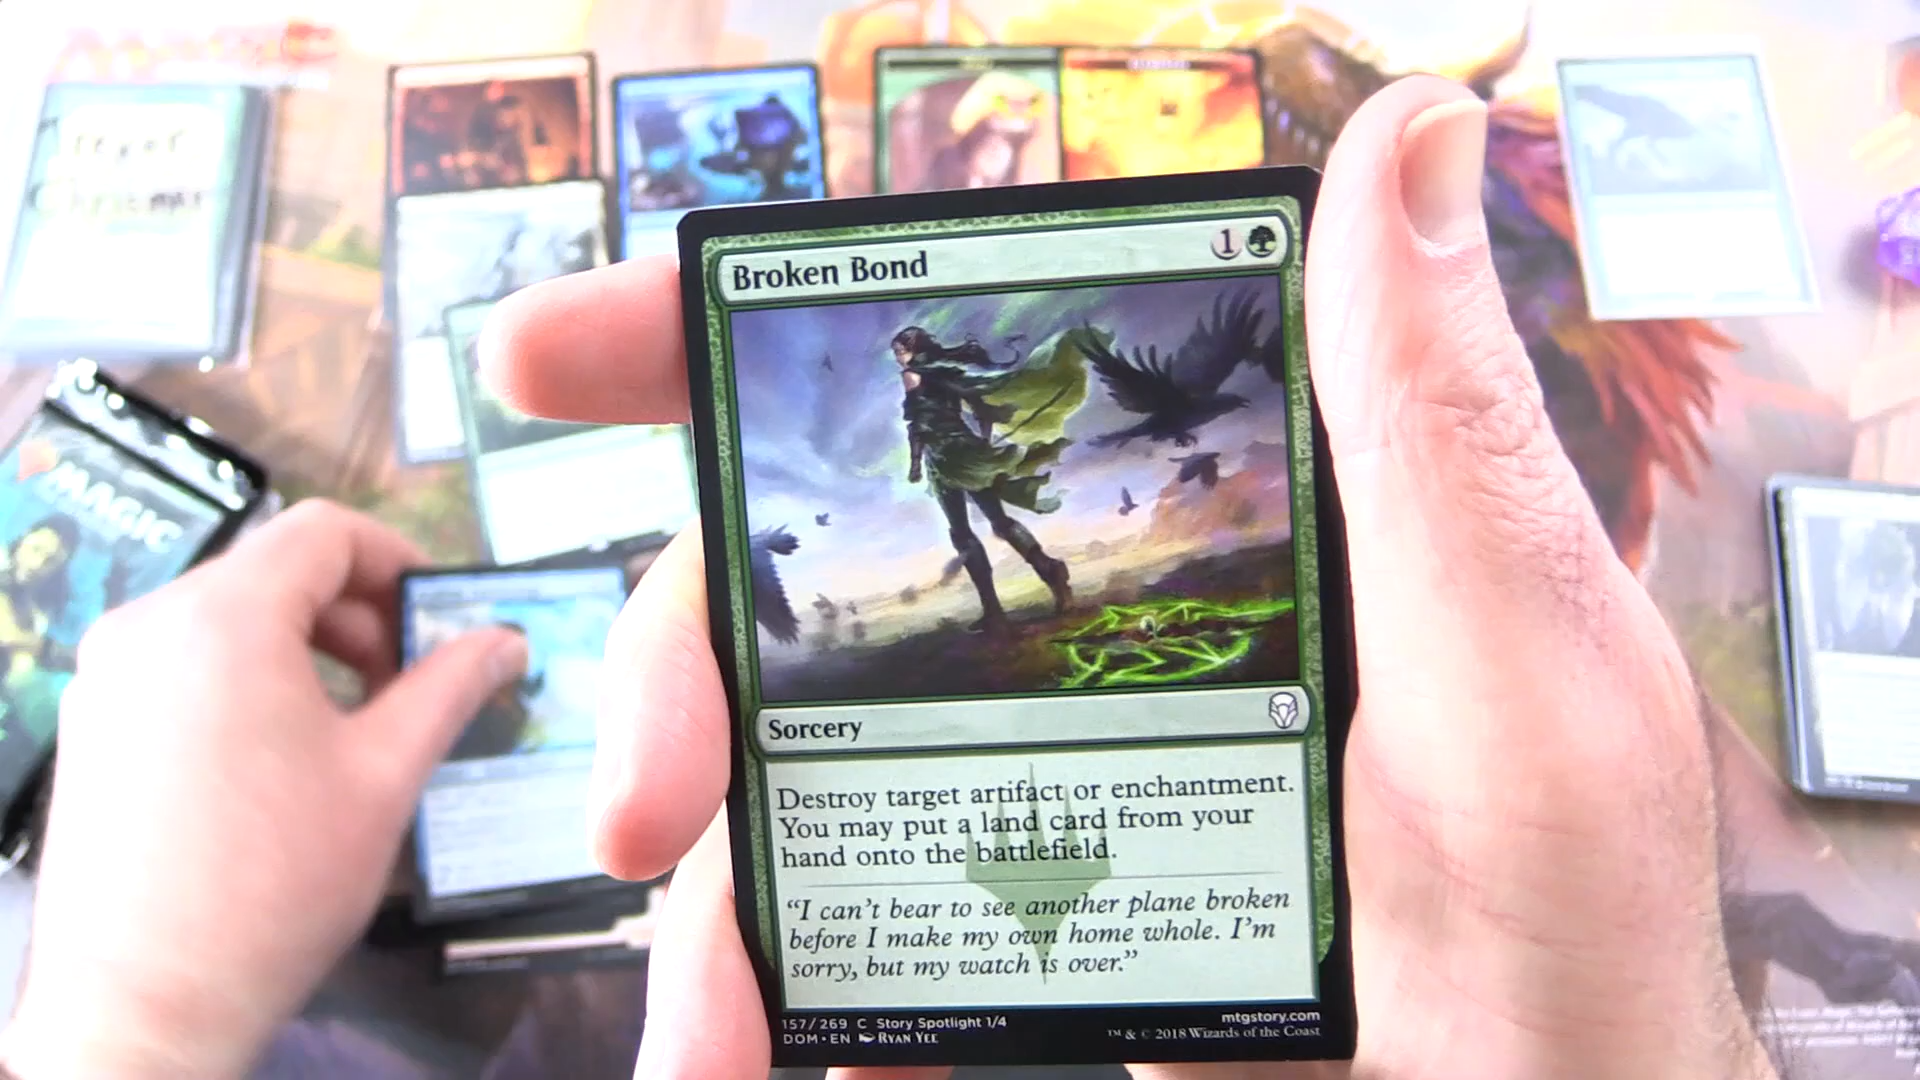 MAGIC
Broken Bond
1
Sorcery
Destroy target artifact or enchantment.
You may put a land card from your
hand onto the battlefield.
“I can’t bear to see another plane broken
before I make my own home whole. I’m
sorry, but my watch is over.”
157/269 C Story Spotlight 1/4
DOM • EN RYAN YEE
mtgstory.com
™ & © 2018 Wizards of the Coast